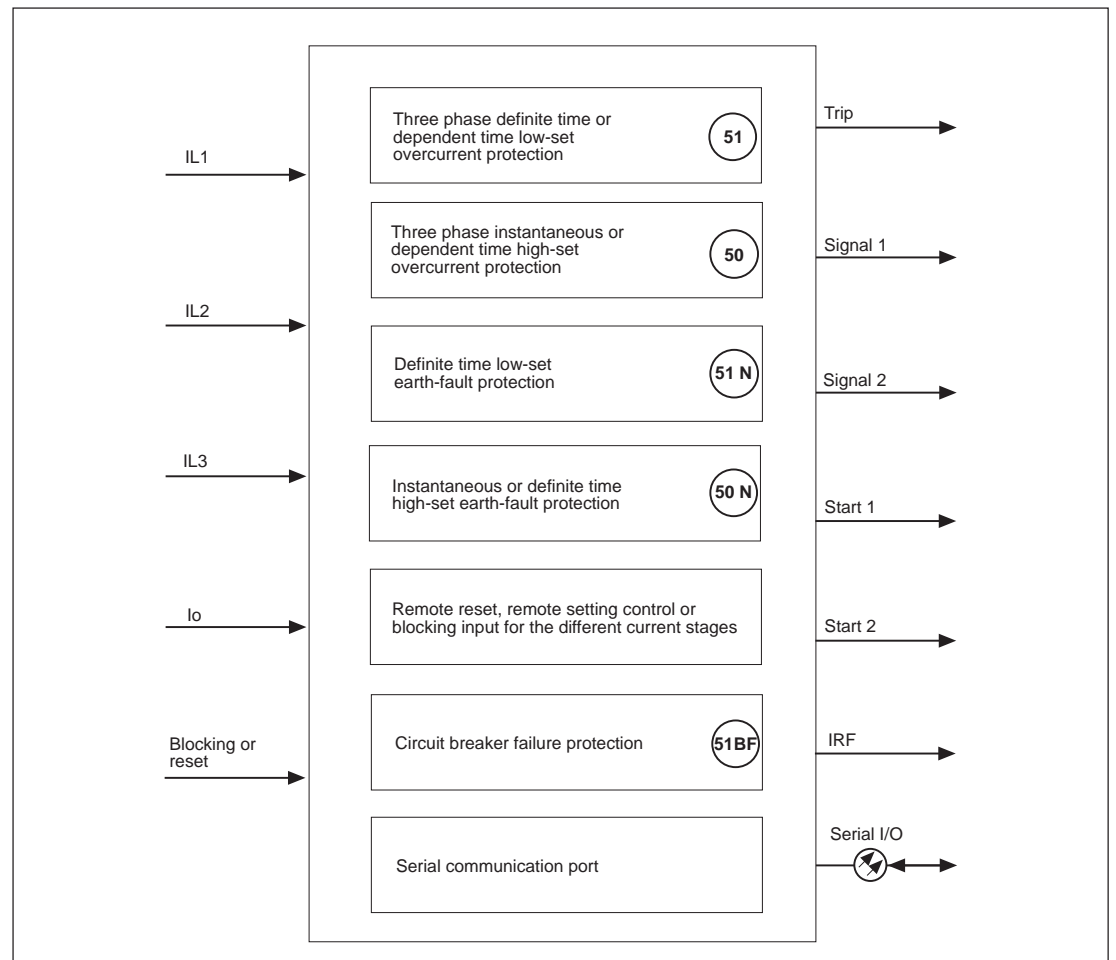 IL1
IL2
IL3
Io
Blocking or
reset
Three phase definite time or
dependent time low-set
overcurrent protection
51
Three phase instantaneous or
dependent time high-set
overcurrent protection
50
Definite time low-set
earth-fault protection
51 N
Instantaneous or definite time
high-set earth-fault protection
50 N
Remote reset, remote setting control or
blocking input for the different current stages
Circuit breaker failure protection
51BF
Serial communication port
Trip
Signal 1
Signal 2
Start 1
Start 2
IRF
Serial I/O